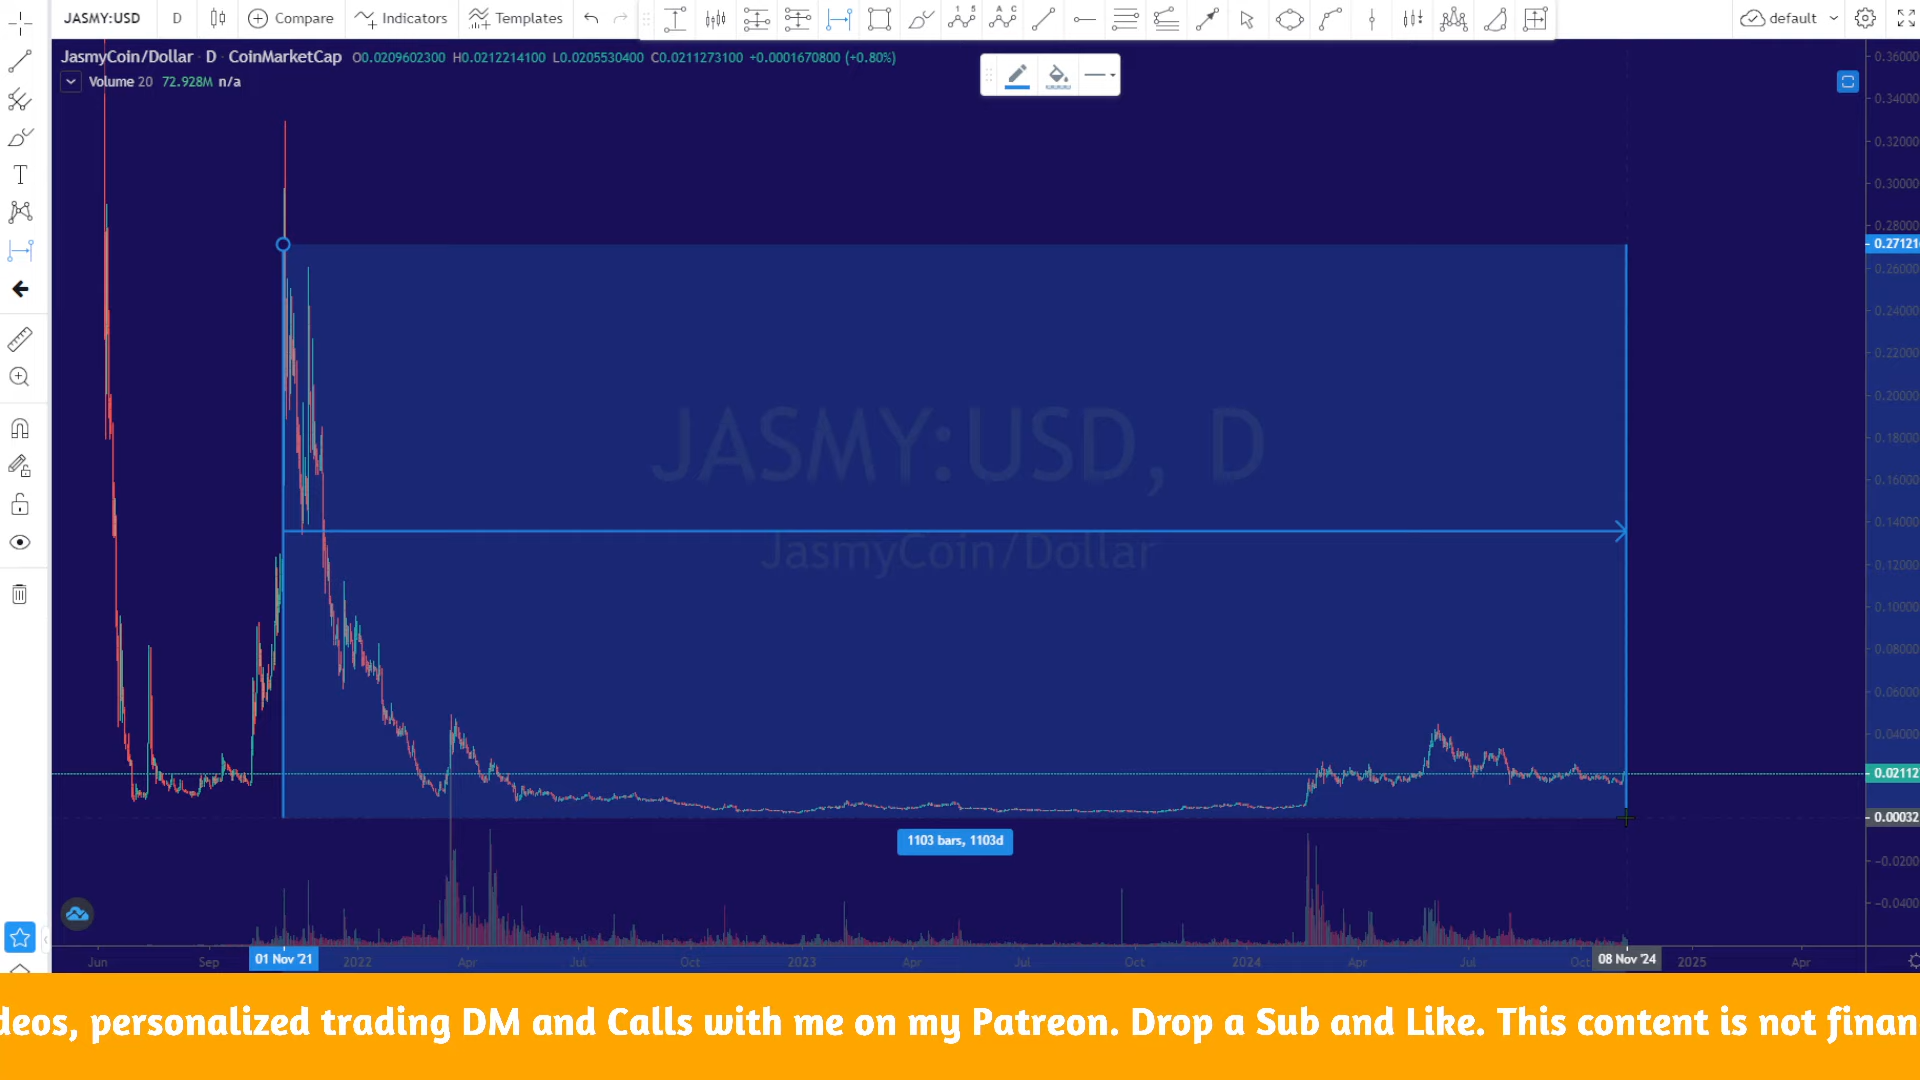 JASMY:USD D Compare Indicators Templates 1 5 A C default
JasmyCoin/Dollar · D · CoinMarketCap O0.0209602300 H0.0212214100 L0.0205530400 C0.0211273100 +0.0001670800 (+0.80%)
Volume 20 72.928M n/a
0.36000
0.34000
0.32000
0.30000
0.28000
0.27121
0.26000
0.24000
0.22000
0.20000
0.18000
0.16000
0.14000
0.12000
0.10000
0.08000
0.06000
0.04000
0.02112
0.00032
−0.0200
−0.0400
JASMY:USD, D
JasmyCoin/Dollar
1103 bars, 1103d
Jun Sep 01 Nov '21 2022 Apr Jul Oct 2023 Apr Jul Oct 2024 Apr Jul Oct 08 Nov '24 2025 Apr
deos, personalized trading DM and Calls with me on my Patreon. Drop a Sub and Like. This content is not finan